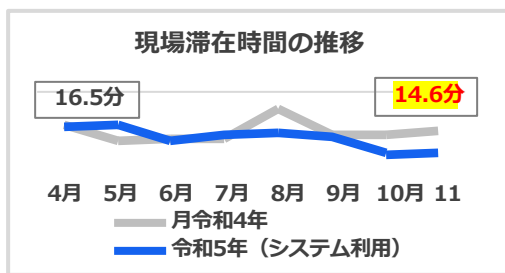 現場滞在時間の推移
16.5分
14.6分
4月 5月 6月 7月 8月 9月 10月 11
月令和4年
令和5年（システム利用）